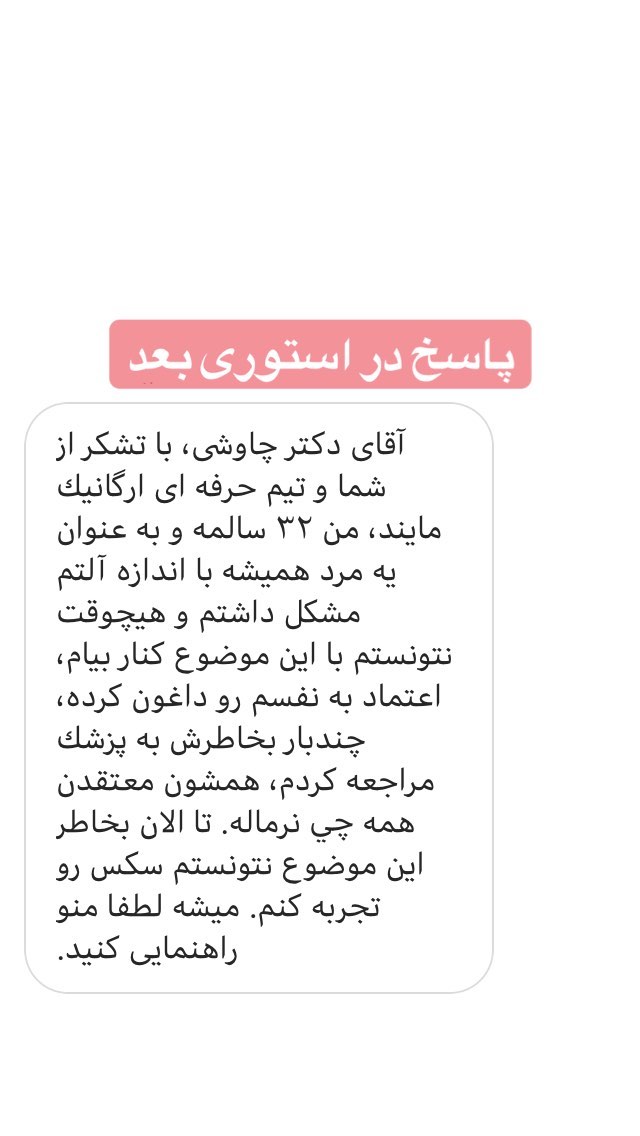 پاسخ در استوری بعد
آقای دکتر چاوشی، با تشکر از
شما و تیم حرفه ای ارگانیك
مایند، من ۳۲ سالمه و به عنوان
یه مرد همیشه با اندازه آلتم
مشکل داشتم و هیچوقت
نتونستم با این موضوع کنار بیام،
اعتماد به نفسم رو داغون کرده،
چندبار بخاطرش به پزشك
مراجعه کردم، همشون معتقدن
همه چي نرماله. تا الان بخاطر
این موضوع نتونستم سکس رو
تجربه کنم. میشه لطفا منو
راهنمایی کنید.